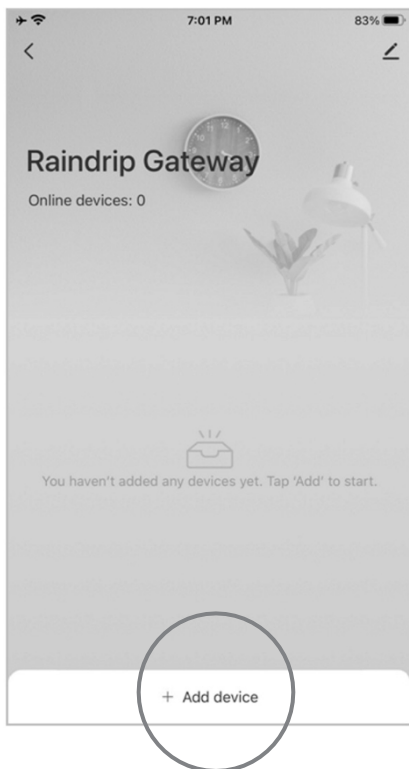 7:01 PM
83%
Raindrip Gateway
Online devices: 0
You haven't added any devices yet. Tap 'Add' to start.
+ Add device